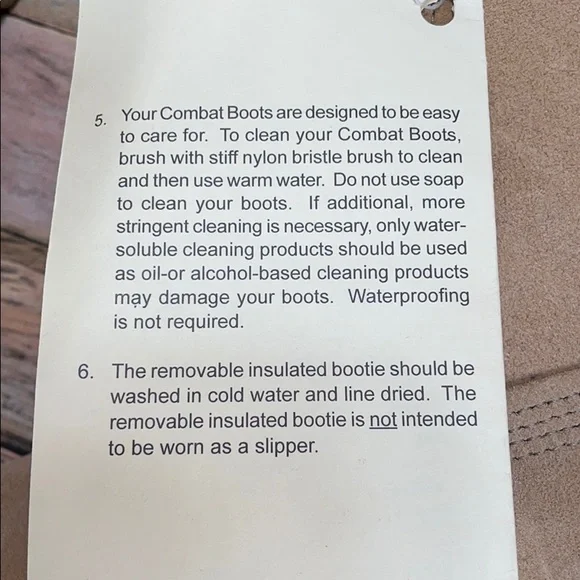 5. Your Combat Boots are designed to be easy
to care for. To clean your Combat Boots,
brush with stiff nylon bristle brush to clean
and then use warm water. Do not use soap
to clean your boots. If additional, more
stringent cleaning is necessary, only water-
soluble cleaning products should be used
as oil-or alcohol-based cleaning products
may damage your boots. Waterproofing
is not required.
6. The removable insulated bootie should be
washed in cold water and line dried. The
removable insulated bootie is not intended
to be worn as a slipper.